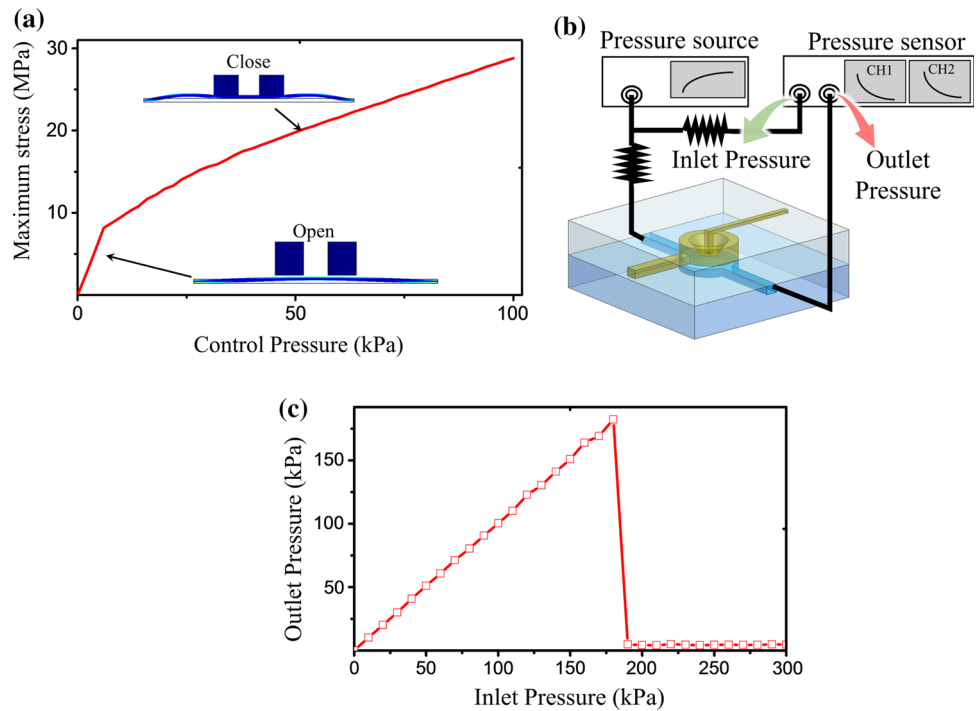 (a)
30
20
10
0
50
100
Maximum stress (MPa)
Control Pressure (kPa)
Close
Open
(b)
Pressure source
Pressure sensor
CH1
CH2
Inlet Pressure
Outlet
Pressure
(c)
150
100
50
0
50
100
150
200
250
300
Outlet Pressure (kPa)
Inlet Pressure (kPa)